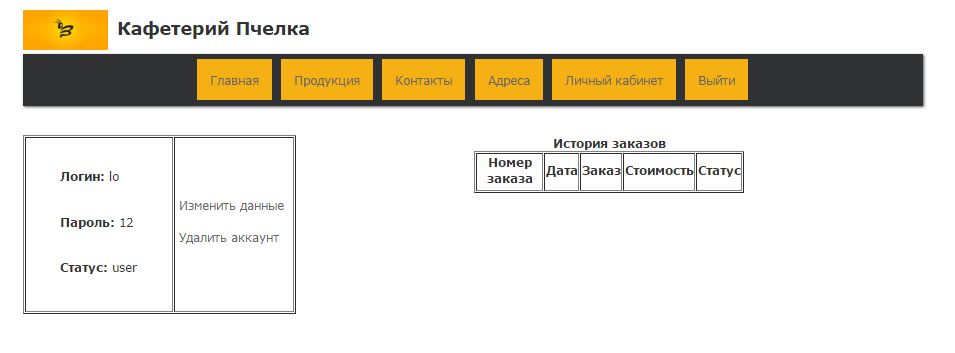 Кафетерий Пчелка
Главная Продукция Контакты Адреса Личный кабинет Выйти
Логин: lo
Пароль: 12
Статус: user
Изменить данные
Удалить аккаунт
История заказов
Номер заказа Дата Заказ Стоимость Статус